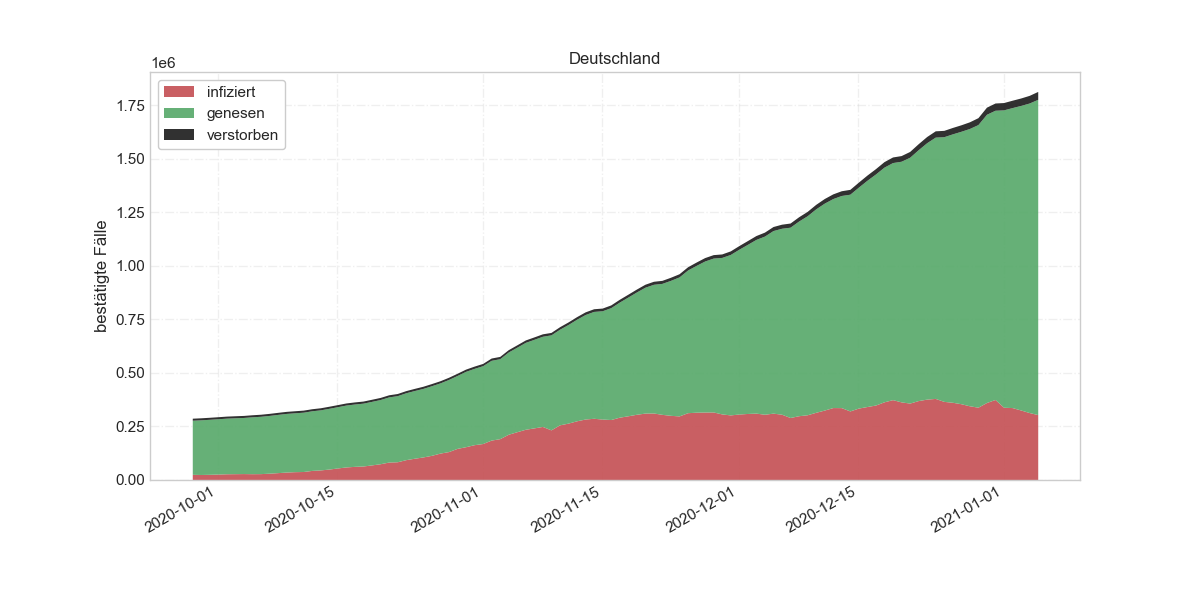 Deutschland
1e6
infiziert
genesen
verstorben
bestätigte Fälle
1.75
1.50
1.25
1.00
0.75
0.50
0.25
0.00
2020-10-01
2020-10-15
2020-11-01
2020-11-15
2020-12-01
2020-12-15
2021-01-01